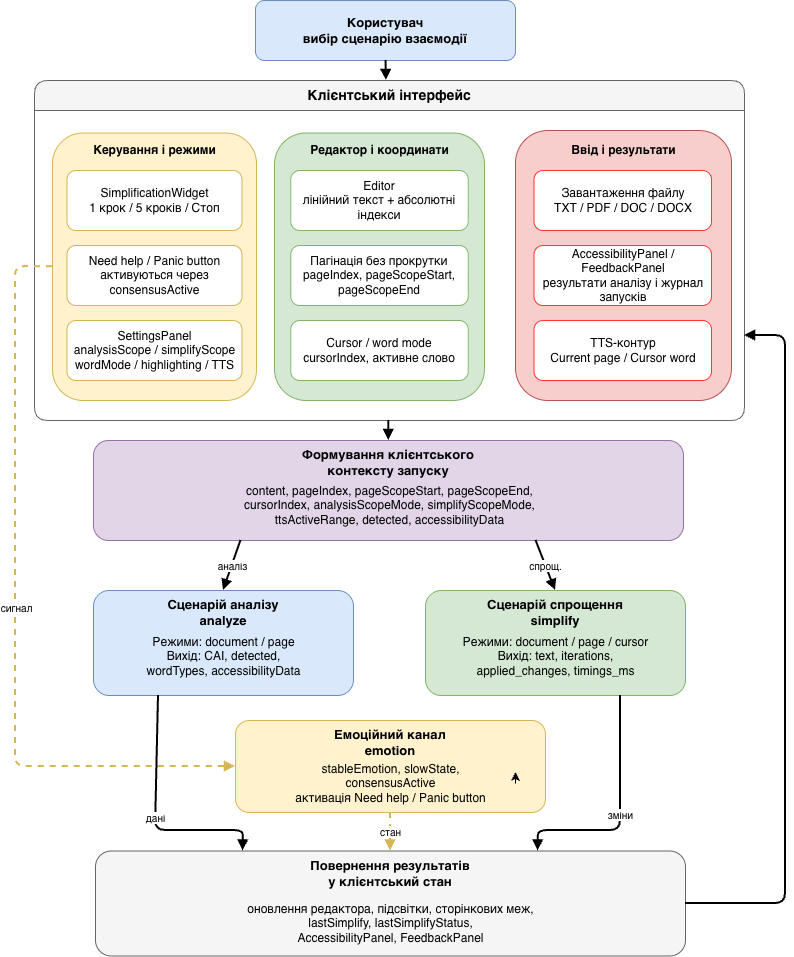 Користувач
вибір сценарію взаємодії
Клієнтський інтерфейс
Керування і режими
SimplificationWidget
1 крок / 5 кроків / Стоп
Need help / Panic button
активуються через
consensusActive
SettingsPanel
analysisScope / simplifyScope
wordMode / highlighting / TTS
Редактор і координати
Editor
лінійний текст + абсолютні
індекси
Пагінація без прокрутки
pageIndex, pageScopeStart,
pageScopeEnd
Cursor / word mode
cursorIndex, активне слово
Ввід і результати
Завантаження файлу
TXT / PDF / DOC / DOCX
AccessibilityPanel /
FeedbackPanel
результати аналізу і журнал
запусків
TTS-контур
Current page / Cursor word
Формування клієнтського
контексту запуску
content, pageIndex, pageScopeStart, pageScopeEnd,
cursorIndex, analysisScopeMode, simplifyScopeMode,
ttsActiveRange, detected, accessibilityData
аналіз
спрощ.
сигнал
Сценарій аналізу
analyze
Режими: document / page
Вихід: CAI, detected,
wordTypes, accessibilityData
Сценарій спрощення
simplify
Режими: document / page / cursor
Вихід: text, iterations,
applied_changes, timings_ms
Емоційний канал
emotion
stableEmotion, slowState,
consensusActive
активація Need help / Panic button
дані
стан
зміни
Повернення результатів
у клієнтський стан
оновлення редактора, підсвітки, сторінкових меж,
lastSimplify, lastSimplifyStatus,
AccessibilityPanel, FeedbackPanel